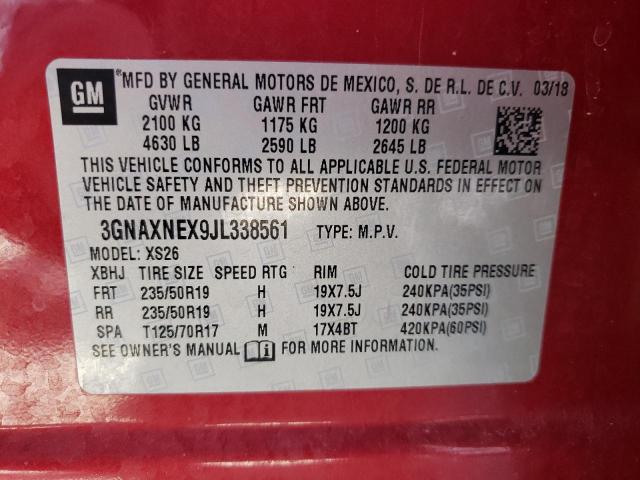 GM
MFD BY GENERAL MOTORS DE MEXICO, S. DE R.L. DE C.V. 03/18
GVWR GAWR FRT GAWR RR
2100 KG 1175 KG 1200 KG
4630 LB 2590 LB 2645 LB
THIS VEHICLE CONFORMS TO ALL APPLICABLE U.S. FEDERAL MOTOR
VEHICLE SAFETY AND THEFT PREVENTION STANDARDS IN EFFECT ON
THE DATE OF MANUFACTURE SHOWN ABOVE.
3GNAXNEX9JL338561 TYPE: M.P.V.
MODEL: XS26
XBHJ TIRE SIZE SPEED RTG RIM COLD TIRE PRESSURE
FRT 235/50R19 H 19X7.5J 240KPA(35PSI)
RR 235/50R19 H 19X7.5J 240KPA(35PSI)
SPA T125/70R17 M 17X4BT 420KPA(60PSI)
SEE OWNER'S MANUAL FOR MORE INFORMATION.